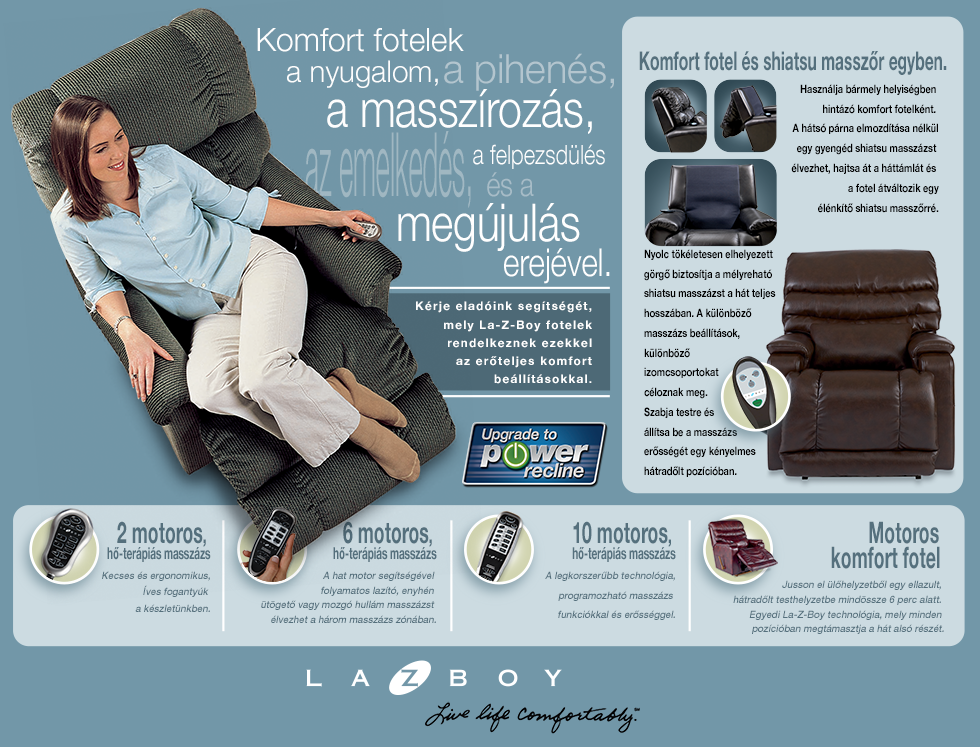 Komfort fotelek
a nyugalom, a pihenés,
a masszírozás,
az emelkedés, a felpezsdülés
és a
megújulás
erejével.
Kérje eladóink segítségét,
mely La-Z-Boy fotelek
rendelkeznek ezekkel
az erőteljes komfort
beállításokkal.
Upgrade to
power
recline
Komfort fotel és shiatsu masszőr egyben.
Használja bármely helyiségben
hintázó komfort fotelként.
A hátsó párna elmozdítása nélkül
egy gyengéd shiatsu masszázst
élvezhet, hajtsa át a háttámlát és
a fotel átváltozik egy
élénkítő shiatsu masszőrré.
Nyolc tökéletesen elhelyezett
görgő biztosítja a mélyreható
shiatsu masszázst a hát teljes
hosszában. A különböző
masszázs beállítások,
különböző
izomcsoportokat
céloznak meg.
Szabja testre és
állítsa be a masszázs
erősségét egy kényelmes
hátradőlt pozícióban.
2 motoros,
hő-terápiás masszázs
Kecses és ergonomikus,
Íves fogantyúk
a készletünkben.
6 motoros,
hő-terápiás masszázs
A hat motor segítségével
folyamatos lazító, enyhén
ütögető vagy mozgó hullám masszázst
élvezhet a három masszázs zónában.
10 motoros,
hő-terápiás masszázs
A legkorszerűbb technológia,
programozható masszázs
funkciókkal és erősséggel.
Motoros
komfort fotel
Jusson el ülőhelyzetből egy ellazult,
hátradőlt testhelyzetbe mindössze 6 perc alatt.
Egyedi La-Z-Boy technológia, mely minden
pozícióban megtámasztja a hát alsó részét.
LA Z BOY
Live life comfortably.™